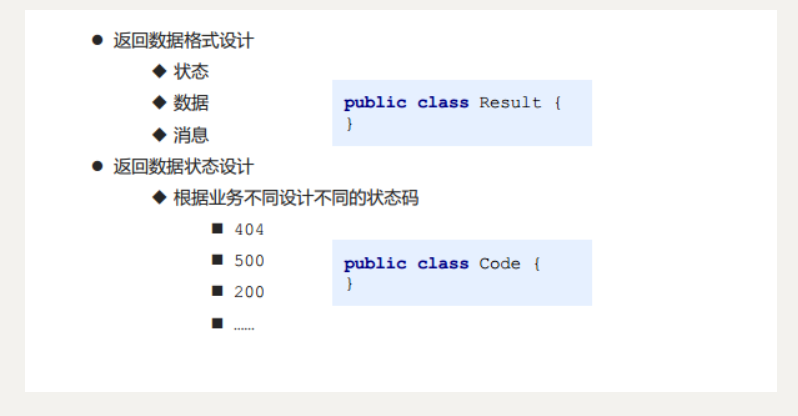 ● 返回数据格式设计
◆ 状态
◆ 数据
◆ 消息
public class Result {
}
● 返回数据状态设计
◆ 根据业务不同设计不同的状态码
■ 404
■ 500
■ 200
■ ……
public class Code {
}